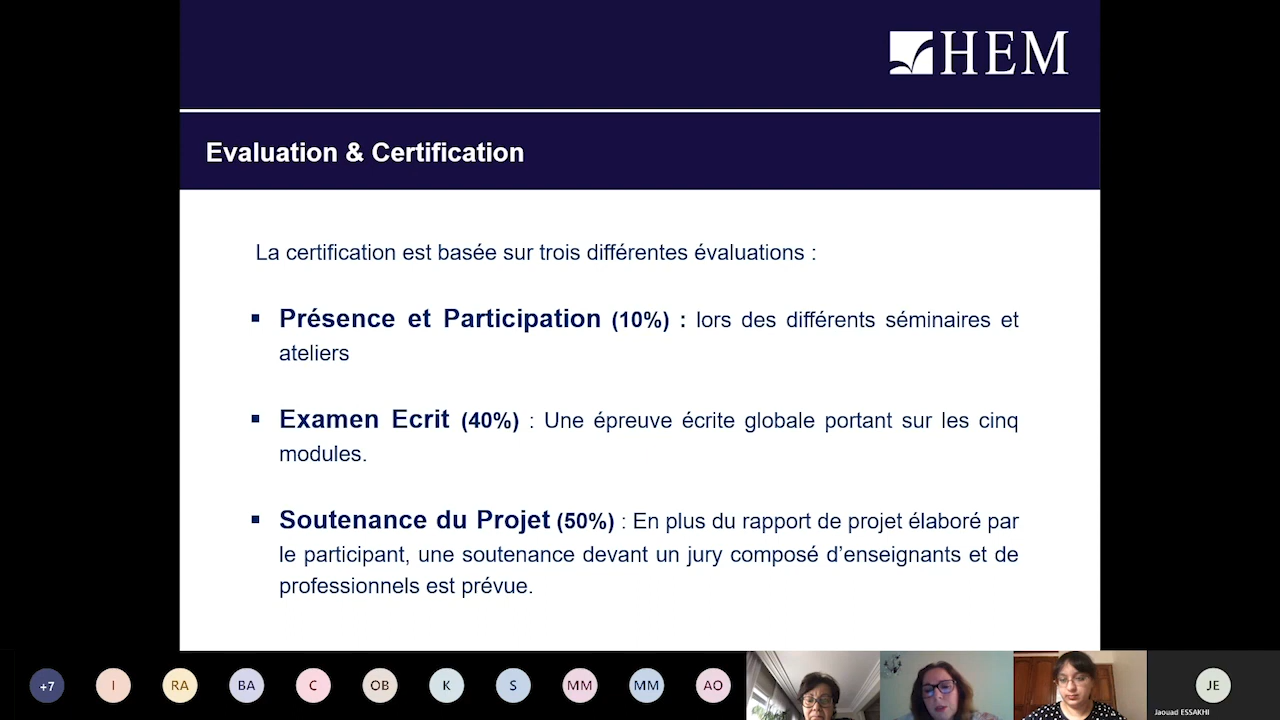 HEM
Evaluation & Certification
La certification est basée sur trois différentes évaluations :
▪ Présence et Participation (10%) : lors des différents séminaires et
ateliers
▪ Examen Ecrit (40%) : Une épreuve écrite globale portant sur les cinq
modules.
▪ Soutenance du Projet (50%) : En plus du rapport de projet élaboré par
le participant, une soutenance devant un jury composé d’enseignants et de
professionnels est prévue.
+7 I RA BA C OB K S MM MM AO JE
Jaouad ESSAKHI